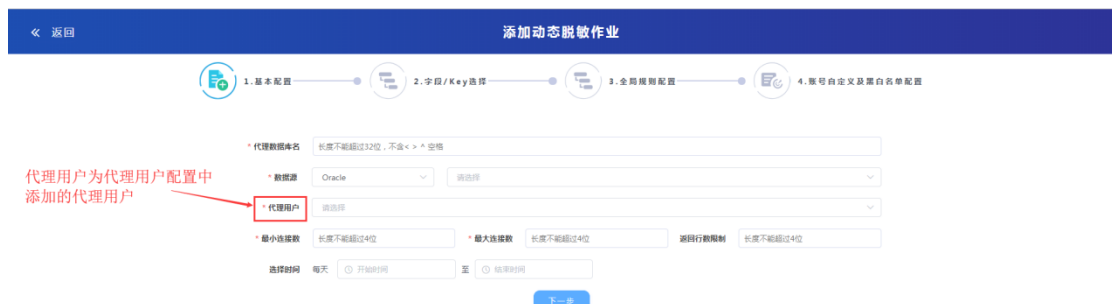 返回
添加动态脱敏作业
1.基本配置 2.字段/Key选择 3.全局规则配置 4.账号自定义及黑白名单配置
* 代理数据库名 长度不能超过32位，不含< > ^ 空格
代理用户为代理用户配置中
添加的代理用户
* 数据源 Oracle 请选择
* 代理用户 请选择
* 最小连接数 长度不能超过4位 * 最大连接数 长度不能超过4位 返回行数限制 长度不能超过4位
选择时间 每天 开始时间 至 结束时间
下一步